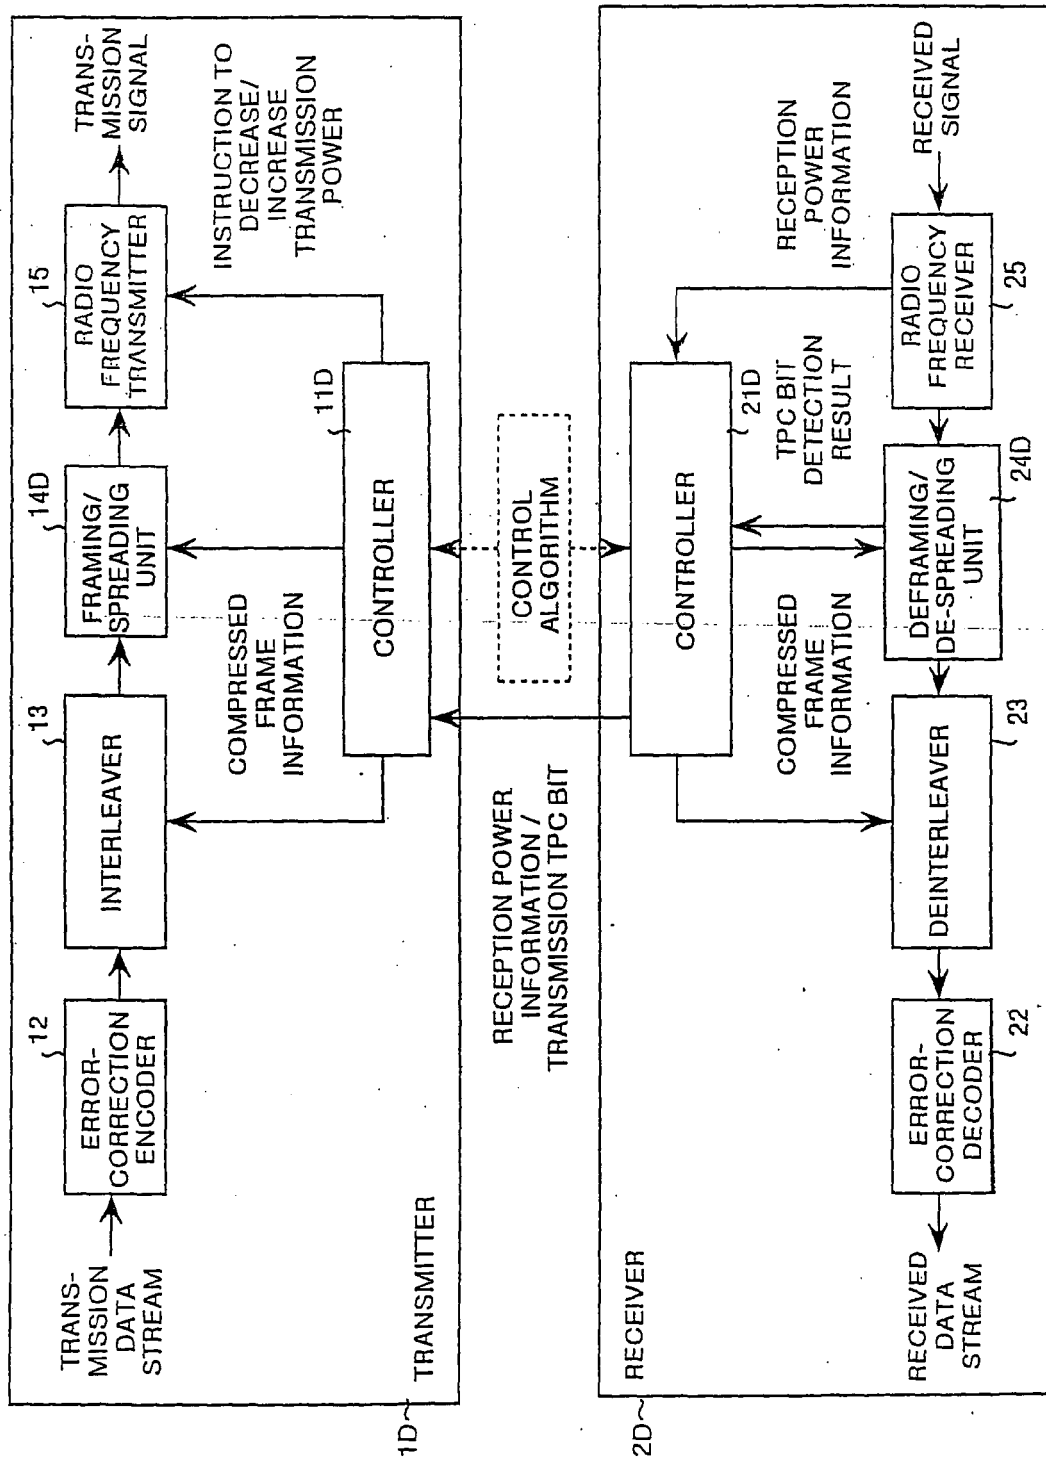 TRANS-
MISSION
DATA
STREAM
12
ERROR-
CORRECTION
ENCODER
13
INTERLEAVER
14D
FRAMING/
SPREADING
UNIT
15
RADIO
FREQUENCY
TRANSMITTER
TRANS-
MISSION
SIGNAL
COMPRESSED
FRAME
INFORMATION
INSTRUCTION TO
DECREASE/
INCREASE
TRANSMISSION
POWER
11D
CONTROLLER
1D
TRANSMITTER
RECEPTION POWER
INFORMATION /
TRANSMISSION TPC BIT
CONTROL
ALGORITHM
2D
RECEIVER
CONTROLLER
21D
COMPRESSED
FRAME
INFORMATION
TPC BIT
DETECTION
RESULT
RECEPTION
POWER
INFORMATION
RECEIVED
DATA
STREAM
ERROR-
CORRECTION
DECODER
22
DEINTERLEAVER
23
DEFRAMING/
DE-SPREADING
UNIT
24D
RADIO
FREQUENCY
RECEIVER
25
RECEIVED
SIGNAL